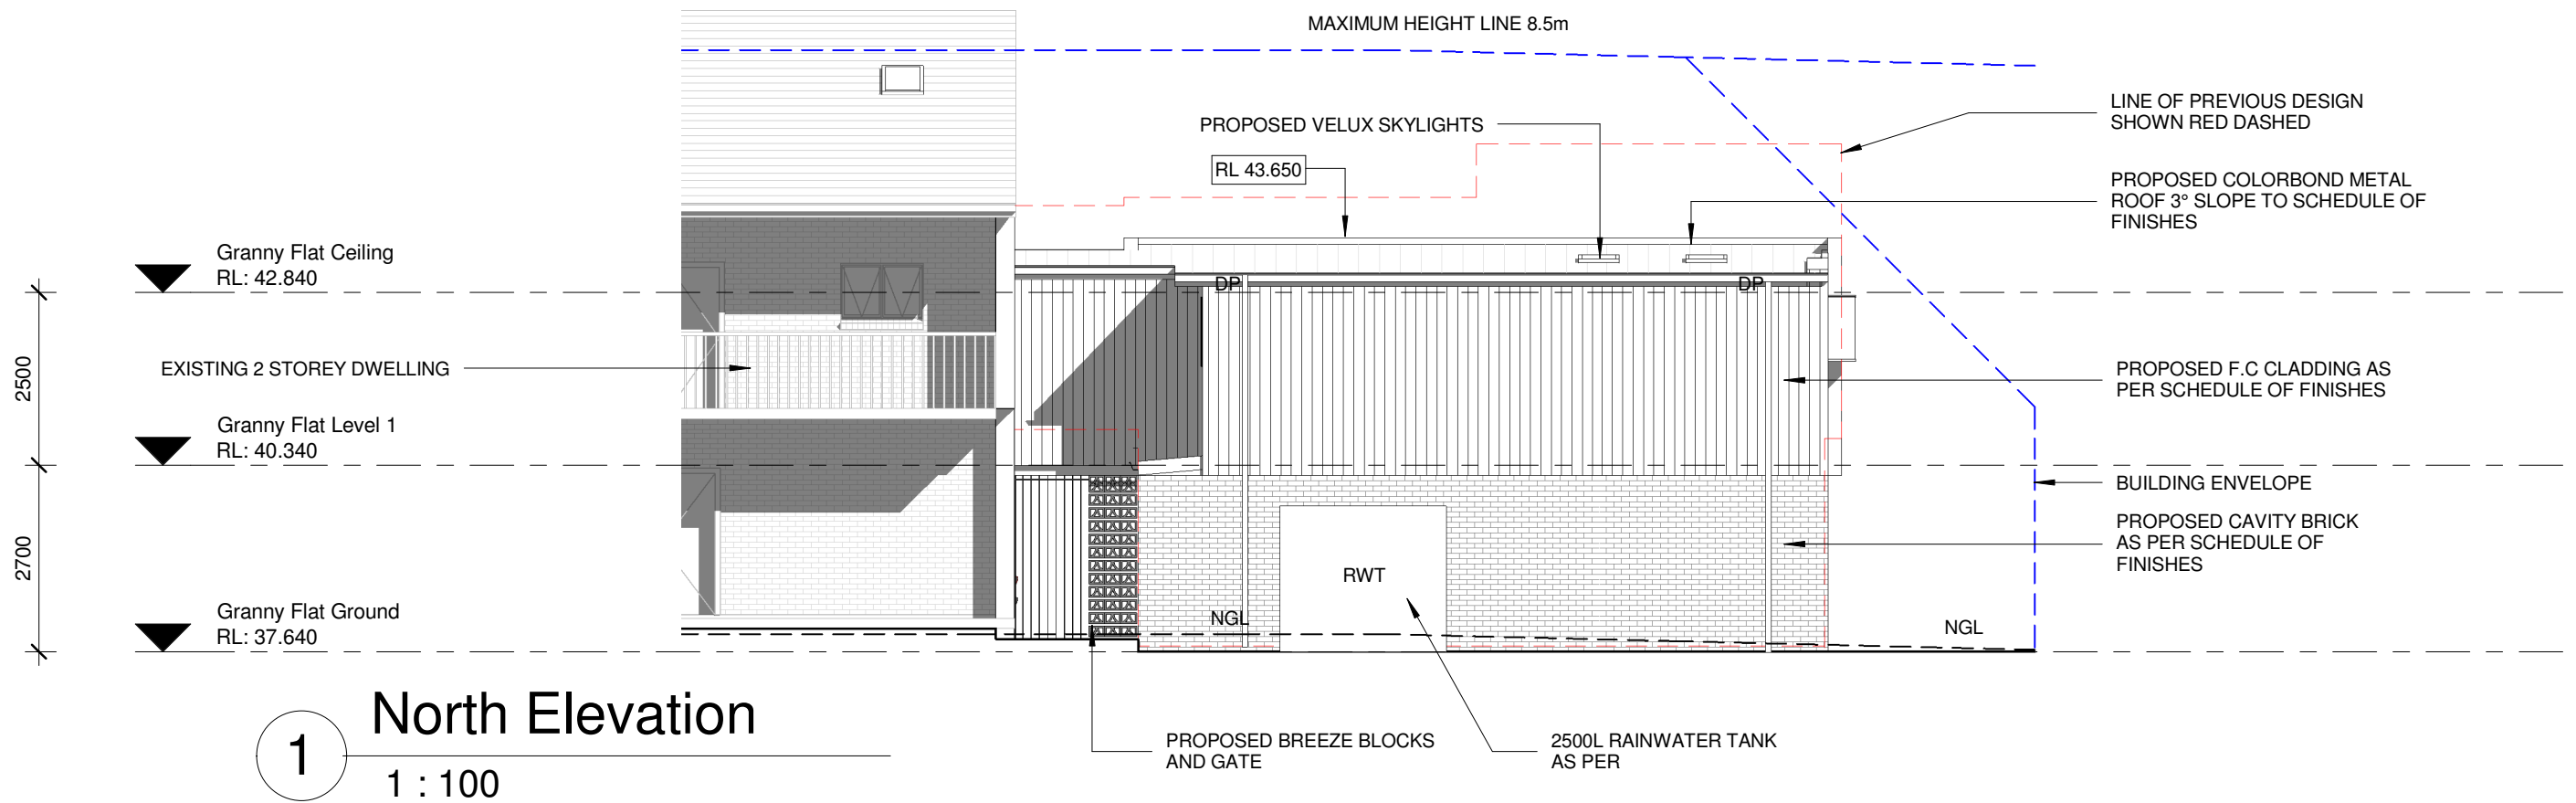 MAXIMUM HEIGHT LINE 8.5m
LINE OF PREVIOUS DESIGN
SHOWN RED DASHED
PROPOSED VELUX SKYLIGHTS
RL 43.650
PROPOSED COLORBOND METAL
ROOF 3° SLOPE TO SCHEDULE OF
FINISHES
Granny Flat Ceiling
RL: 42.840
DP
DP
2500
EXISTING 2 STOREY DWELLING
PROPOSED F.C CLADDING AS
PER SCHEDULE OF FINISHES
Granny Flat Level 1
RL: 40.340
BUILDING ENVELOPE
PROPOSED CAVITY BRICK
AS PER SCHEDULE OF
FINISHES
2700
RWT
Granny Flat Ground
RL: 37.640
NGL
NGL
1
North Elevation
1 : 100
PROPOSED BREEZE BLOCKS
AND GATE
2500L RAINWATER TANK
AS PER